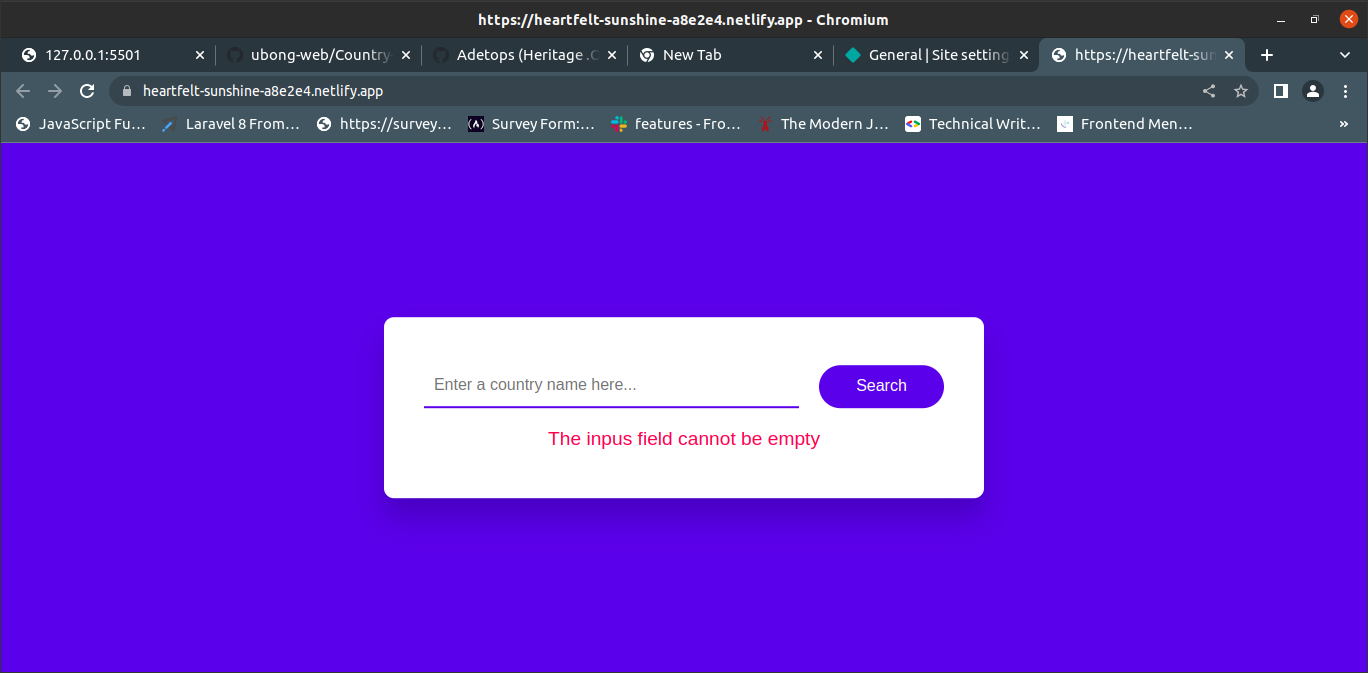 https://heartfelt-sunshine-a8e2e4.netlify.app - Chromium
127.0.0.1:5501 ubong-web/Country Adetops (Heritage .C New Tab General | Site setting https://heartfelt-sun
heartfelt-sunshine-a8e2e4.netlify.app
JavaScript Fu... Laravel 8 From... https://survey... Survey Form:... features - Fro... The Modern J... Technical Writ... Frontend Men... »
Enter a country name here... Search
The inpus field cannot be empty